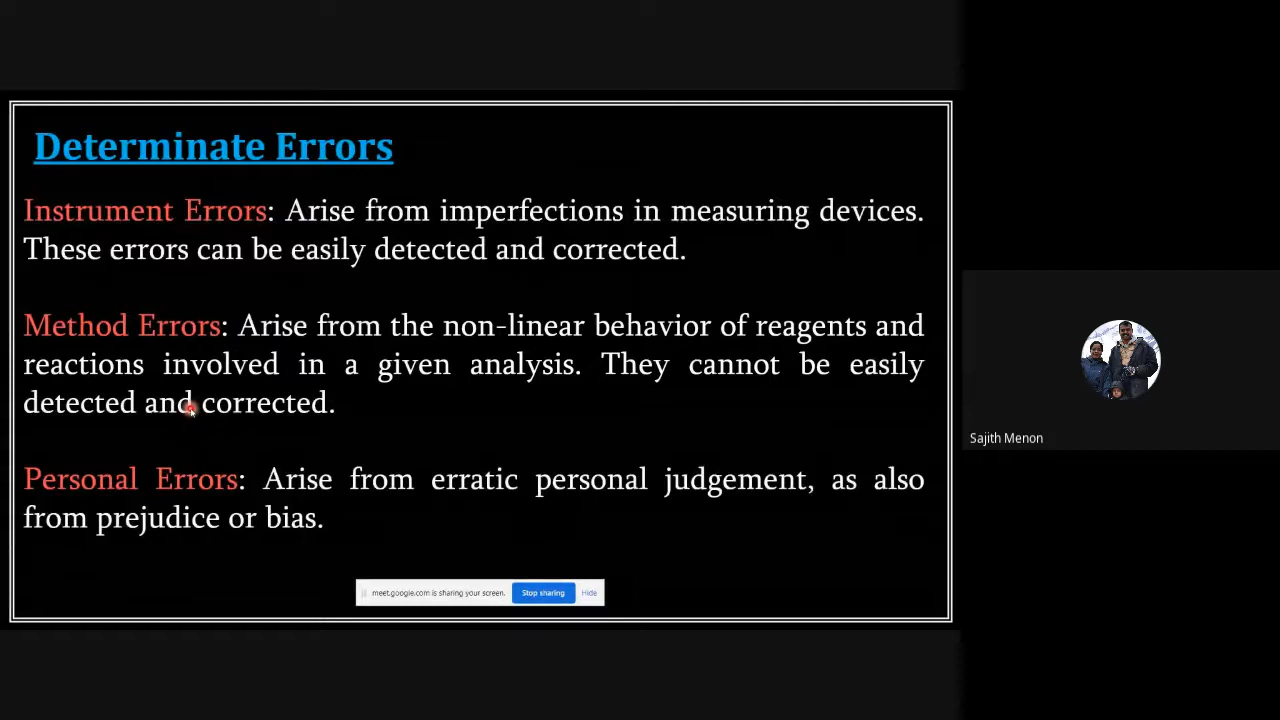 Determinate Errors
Instrument Errors: Arise from imperfections in measuring devices.
These errors can be easily detected and corrected.
Method Errors: Arise from the non-linear behavior of reagents and
reactions involved in a given analysis. They cannot be easily
detected and corrected.
Personal Errors: Arise from erratic personal judgement, as also
from prejudice or bias.
meet.google.com is sharing your screen. Stop sharing Hide
Sajith Menon